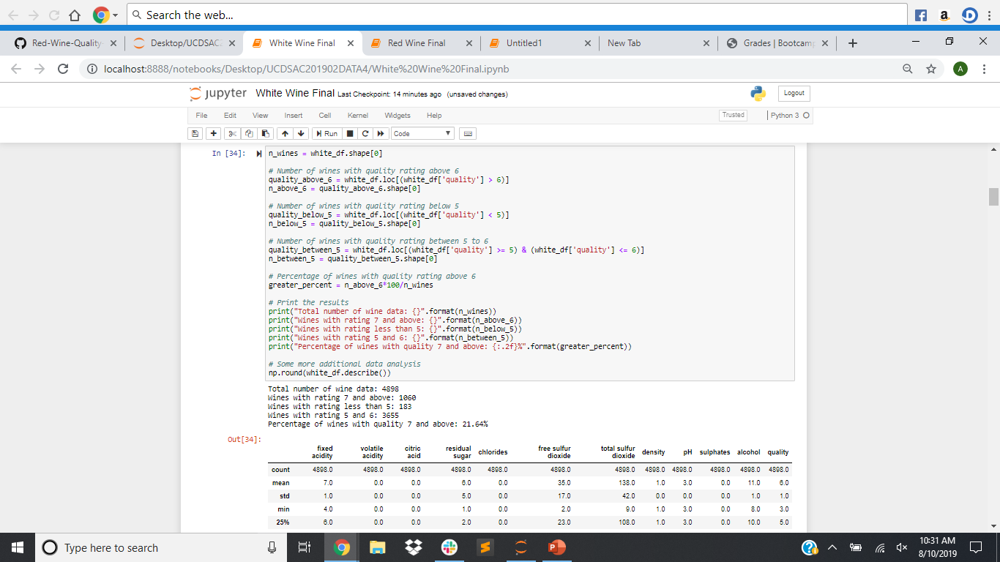 Search the web...
Red-Wine-Quality
Desktop/UCDSAC
White Wine Final
Red Wine Final
Untitled1
New Tab
Grades | Bootcamp
localhost:8888/notebooks/Desktop/UCDSAC201902DATA4/White%20Wine%20Final.ipynb
A
jupyter White Wine Final Last Checkpoint: 14 minutes ago (unsaved changes)
Logout
File Edit View Insert Cell Kernel Widgets Help
Trusted
Python 3
Run
Code
In [34]:
n_wines = white_df.shape[0]
# Number of wines with quality rating above 6
quality_above_6 = white_df.loc[(white_df['quality'] > 6)]
n_above_6 = quality_above_6.shape[0]
# Number of wines with quality rating below 5
quality_below_5 = white_df.loc[(white_df['quality'] < 5)]
n_below_5 = quality_below_5.shape[0]
# Number of wines with quality rating between 5 to 6
quality_between_5 = white_df.loc[(white_df['quality'] >= 5) & (white_df['quality'] <= 6)]
n_between_5 = quality_between_5.shape[0]
# Percentage of wines with quality rating above 6
greater_percent = n_above_6*100/n_wines
# Print the results
print("Total number of wine data: {}".format(n_wines))
print("Wines with rating 7 and above: {}".format(n_above_6))
print("Wines with rating less than 5: {}".format(n_below_5))
print("Wines with rating 5 and 6: {}".format(n_between_5))
print("Percentage of wines with quality 7 and above: {:.2f}%".format(greater_percent))
# Some more additional data analysis
np.round(white_df.describe())
Total number of wine data: 4898
Wines with rating 7 and above: 1060
Wines with rating less than 5: 183
Wines with rating 5 and 6: 3655
Percentage of wines with quality 7 and above: 21.64%
Out[34]:
fixed acidity volatile acidity citric acid residual sugar chlorides free sulfur dioxide total sulfur dioxide density pH sulphates alcohol quality
count 4898.0 4898.0 4898.0 4898.0 4898.0 4898.0 4898.0 4898.0 4898.0 4898.0 4898.0 4898.0
mean 7.0 0.0 0.0 6.0 0.0 35.0 138.0 1.0 3.0 0.0 11.0 6.0
std 1.0 0.0 0.0 5.0 0.0 17.0 42.0 0.0 0.0 0.0 1.0 1.0
min 4.0 0.0 0.0 1.0 0.0 2.0 9.0 1.0 3.0 0.0 8.0 3.0
25% 6.0 0.0 0.0 2.0 0.0 23.0 108.0 1.0 3.0 0.0 10.0 5.0
Type here to search
10:31 AM
8/10/2019